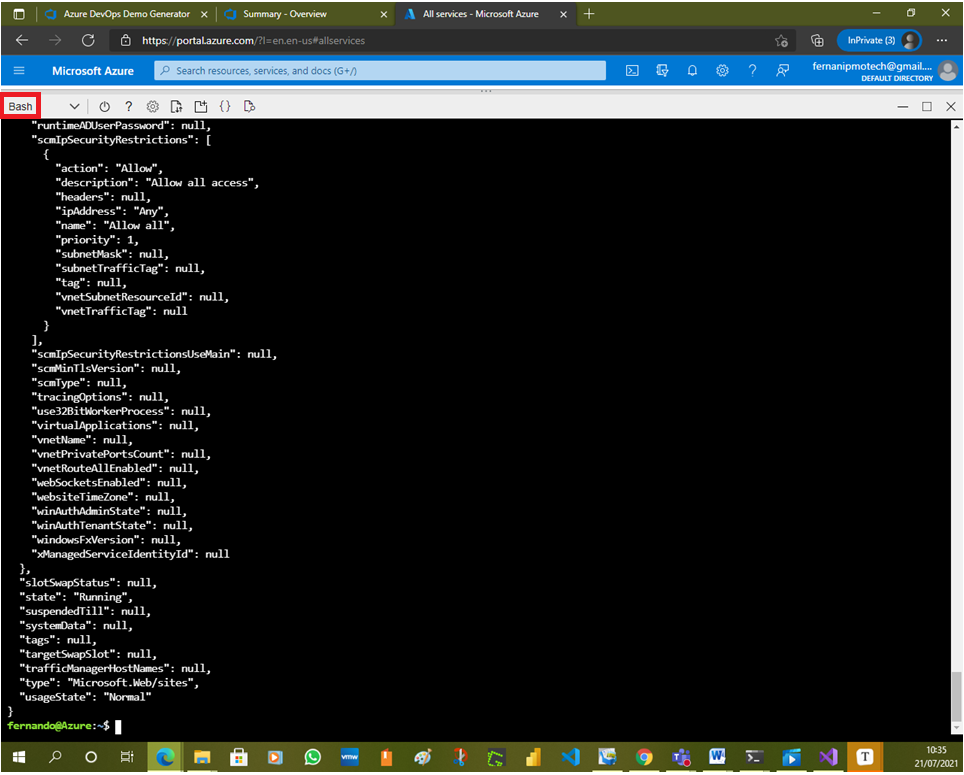 Azure DevOps Demo Generator
Summary - Overview
All services - Microsoft Azure
https://portal.azure.com/?l=en.en-us#allservices
InPrivate (3)
Microsoft Azure
Search resources, services, and docs (G+/)
fernanipmotech@gmail....
DEFAULT DIRECTORY
Bash
"runtimeADUserPassword": null,
"scmIpSecurityRestrictions": [
{
"action": "Allow",
"description": "Allow all access",
"headers": null,
"ipAddress": "Any",
"name": "Allow all",
"priority": 1,
"subnetMask": null,
"subnetTrafficTag": null,
"tag": null,
"vnetSubnetResourceId": null,
"vnetTrafficTag": null
}
],
"scmIpSecurityRestrictionsUseMain": null,
"scmMinTlsVersion": null,
"scmType": null,
"tracingOptions": null,
"use32BitWorkerProcess": null,
"virtualApplications": null,
"vnetName": null,
"vnetPrivatePortsCount": null,
"vnetRouteAllEnabled": null,
"webSocketsEnabled": null,
"websiteTimeZone": null,
"winAuthAdminState": null,
"winAuthTenantState": null,
"windowsFxVersion": null,
"xManagedServiceIdentityId": null
},
"slotSwapStatus": null,
"state": "Running",
"suspendedTill": null,
"systemData": null,
"tags": null,
"targetSwapSlot": null,
"trafficManagerHostNames": null,
"type": "Microsoft.Web/sites",
"usageState": "Normal"
}
fernando@Azure:~$
vmw
T
10:35
21/07/2021